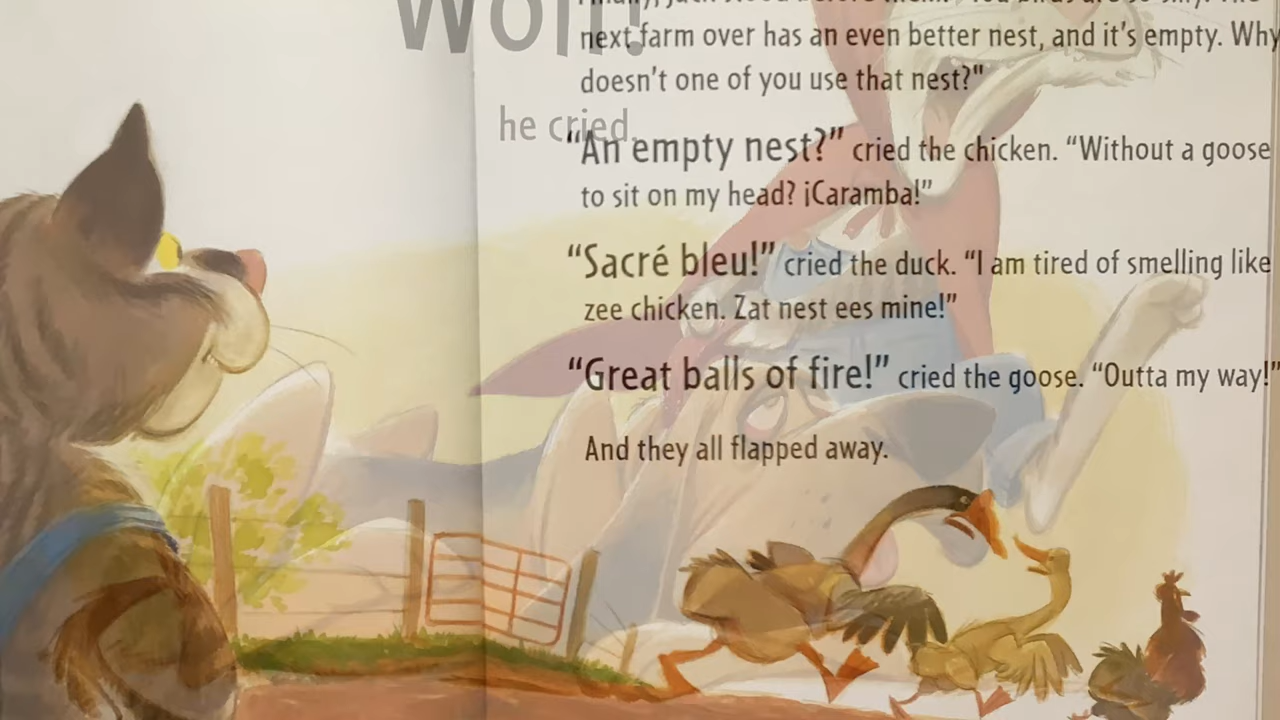 Wolf!
he cried.
next farm over has an even better nest, and it's empty. Why
doesn't one of you use that nest?"
“An empty nest?” cried the chicken. “Without a goose
to sit on my head? ¡Caramba!”
“Sacré bleu!” cried the duck. “I am tired of smelling like
zee chicken. Zat nest ees mine!”
“Great balls of fire!” cried the goose. “Outta my way!”
And they all flapped away.